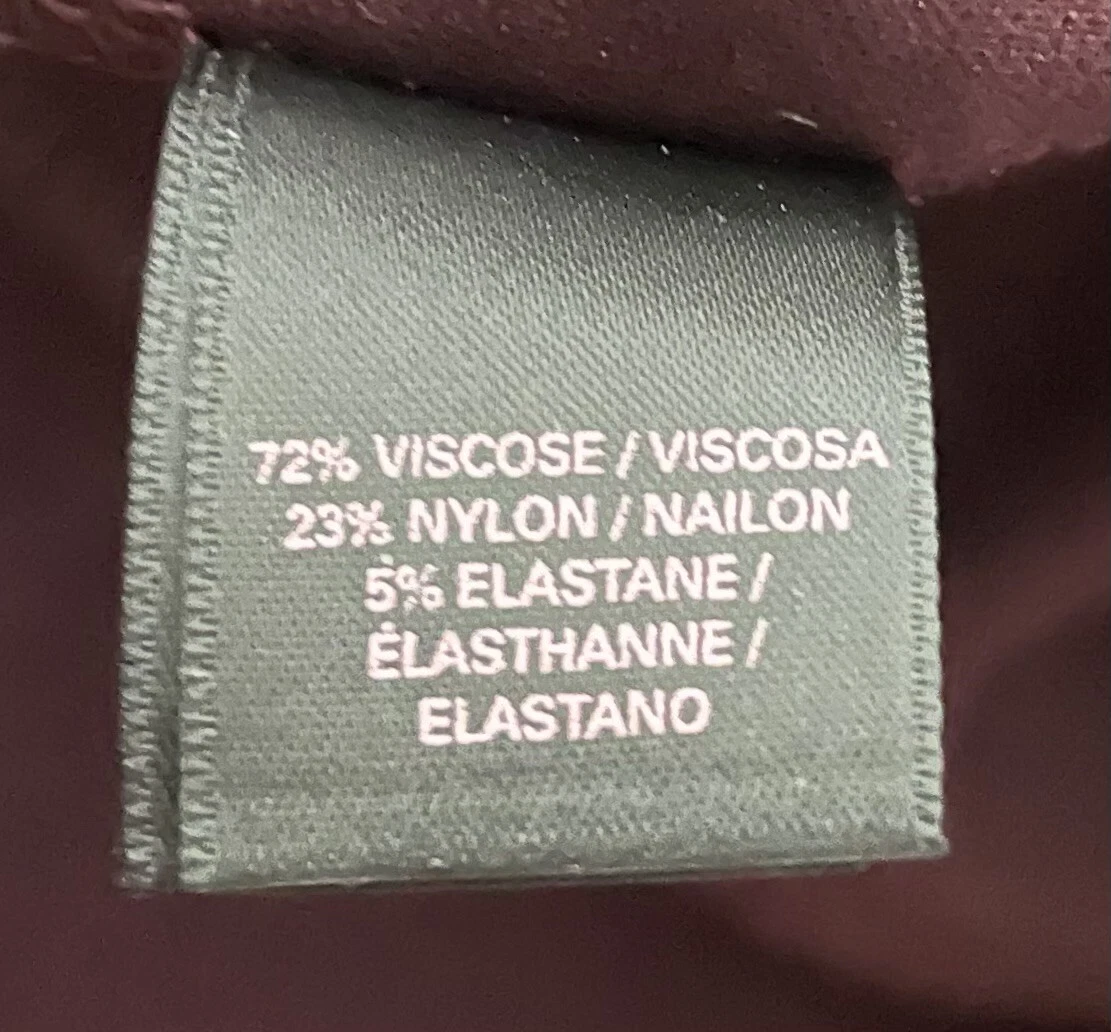 72% VISCOSE / VISCOSA
23% NYLON / NAILON
5% ELASTANE /
ÉLASTHANNE /
ELASTANO